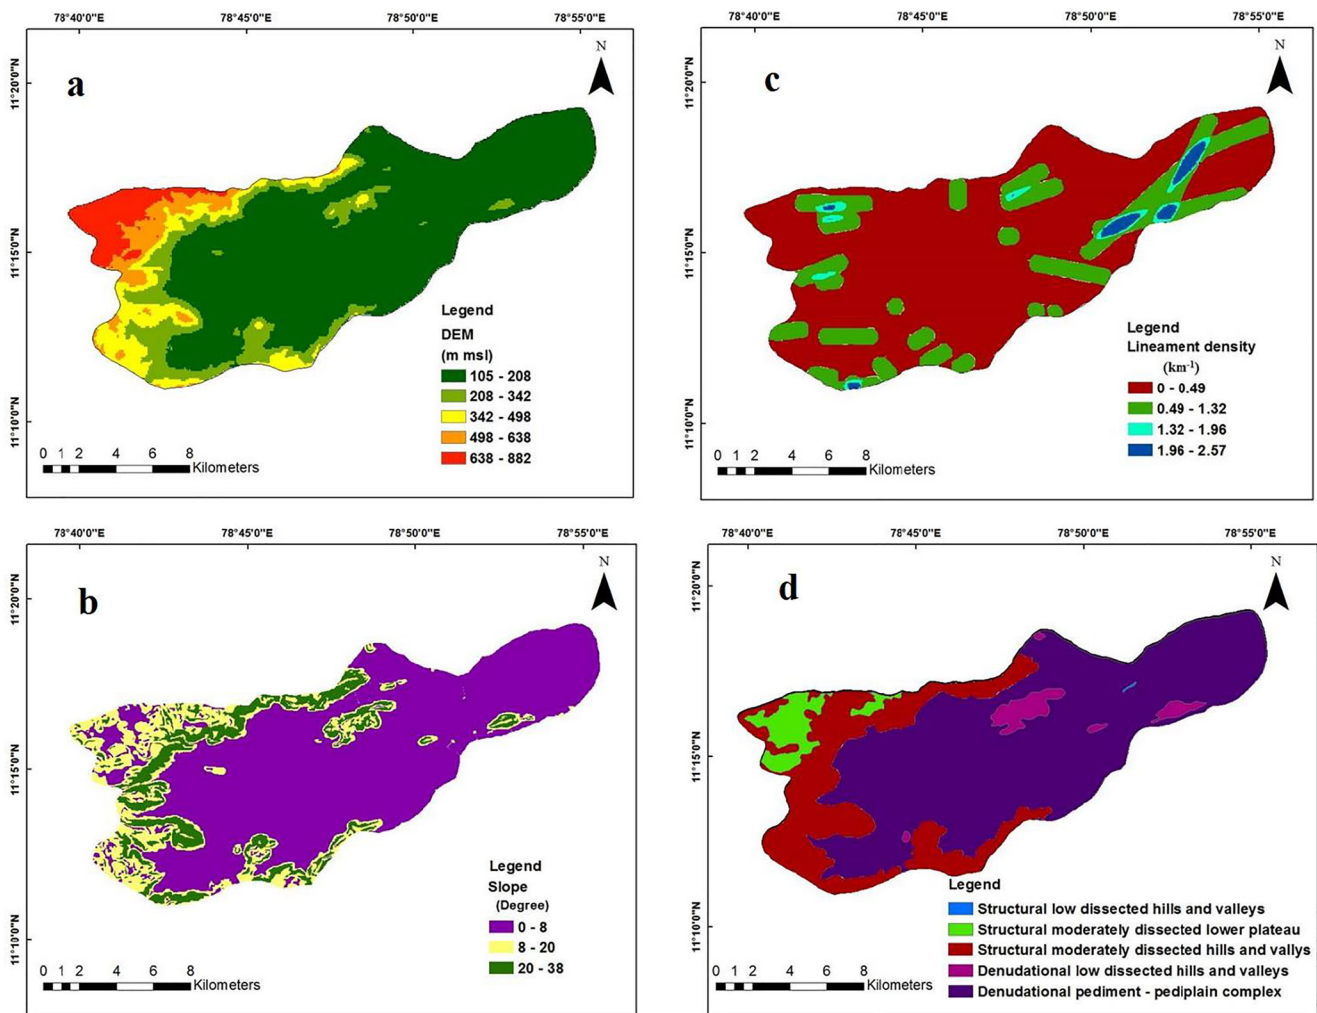 78°40'0"E 78°45'0"E 78°50'0"E 78°55'0"E
a
N
11°20'0"N
11°15'0"N
11°10'0"N
Legend
DEM
(m msl)
105 - 208
208 - 342
342 - 498
498 - 638
638 - 882
0 1 2 4 6 8
Kilometers
78°40'0"E 78°45'0"E 78°50'0"E 78°55'0"E
c
N
11°20'0"N
11°15'0"N
11°10'0"N
Legend
Lineament density
(km-1)
0 - 0.49
0.49 - 1.32
1.32 - 1.96
1.96 - 2.57
0 1 2 4 6 8
Kilometers
78°40'0"E 78°45'0"E 78°50'0"E 78°55'0"E
b
N
11°20'0"N
11°15'0"N
11°10'0"N
Legend
Slope
(Degree)
0 - 8
8 - 20
20 - 38
0 1 2 4 6 8
Kilometers
78°40'0"E 78°45'0"E 78°50'0"E 78°55'0"E
d
N
11°20'0"N
11°15'0"N
11°10'0"N
Legend
Structural low dissected hills and valleys
Structural moderately dissected lower plateau
Structural moderately dissected hills and vallys
Denudational low dissected hills and valleys
Denudational pediment - pediplain complex
0 1 2 4 6 8
Kilometers